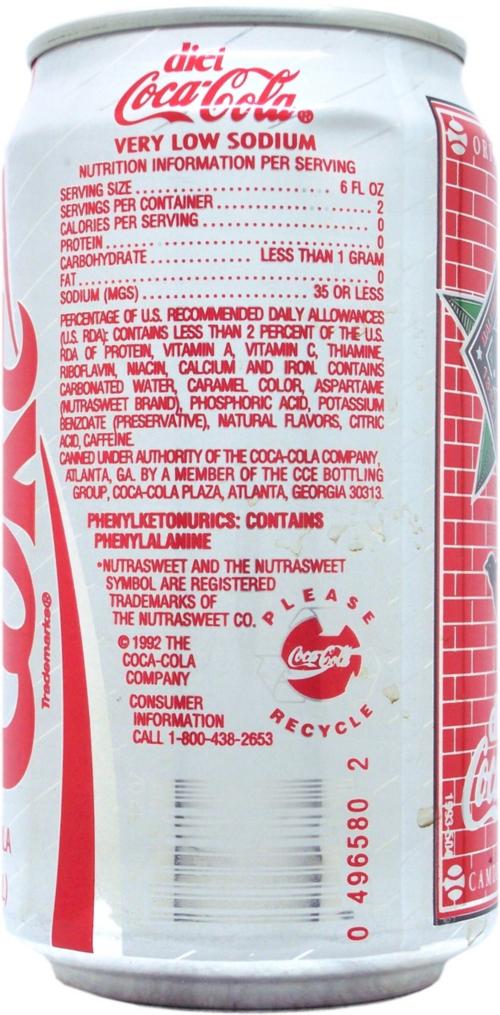 diet
Coca-Cola®
VERY LOW SODIUM
NUTRITION INFORMATION PER SERVING
SERVING SIZE .......................... 6 FL OZ
SERVINGS PER CONTAINER .......................... 2
CALORIES PER SERVING .......................... 0
PROTEIN .......................... 0
CARBOHYDRATE ................ LESS THAN 1 GRAM
FAT .......................... 0
SODIUM (MGS) .......................... 35 OR LESS
PERCENTAGE OF U.S. RECOMMENDED DAILY ALLOWANCES
(U.S. RDA): CONTAINS LESS THAN 2 PERCENT OF THE U.S.
RDA OF PROTEIN, VITAMIN A, VITAMIN C, THIAMINE,
RIBOFLAVIN, NIACIN, CALCIUM AND IRON. CONTAINS
CARBONATED WATER, CARAMEL COLOR, ASPARTAME
(NUTRASWEET BRAND), PHOSPHORIC ACID, POTASSIUM
BENZOATE (PRESERVATIVE), NATURAL FLAVORS, CITRIC
ACID, CAFFEINE.
CANNED UNDER AUTHORITY OF THE COCA-COLA COMPANY,
ATLANTA, GA. BY A MEMBER OF THE CCE BOTTLING
GROUP, COCA-COLA PLAZA, ATLANTA, GEORGIA 30313.
PHENYLKETONURICS: CONTAINS
PHENYLALANINE
•NUTRASWEET AND THE NUTRASWEET
SYMBOL ARE REGISTERED
TRADEMARKS OF
THE NUTRASWEET CO.
© 1992 THE
COCA-COLA
COMPANY
CONSUMER
INFORMATION
CALL 1-800-438-2653
PLEASE
Coca-Cola
RECYCLE
0 496580 2
Trademark®
Coke
LA
OR
1993-504
CAM